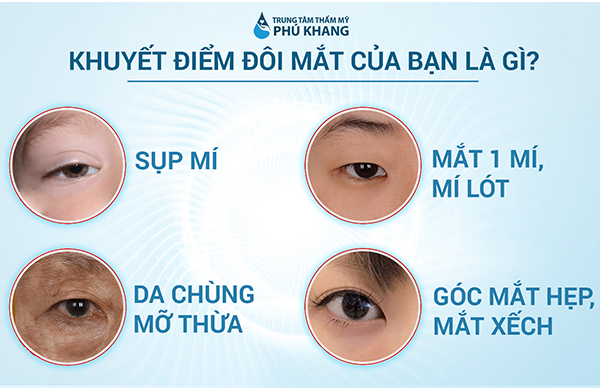 TRUNG TÂM THẨM MỸ
PHÚ KHANG
KHUYẾT ĐIỂM ĐÔI MẮT CỦA BẠN LÀ GÌ?
SỤP MÍ
MẮT 1 MÍ,
MÍ LÓT
DA CHÙNG
MỠ THỪA
GÓC MẮT HẸP,
MẮT XẾCH